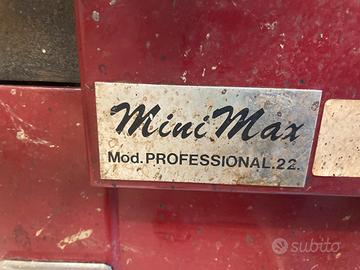 MiniMax
Mod.PROFESSIONAL.22.
subito